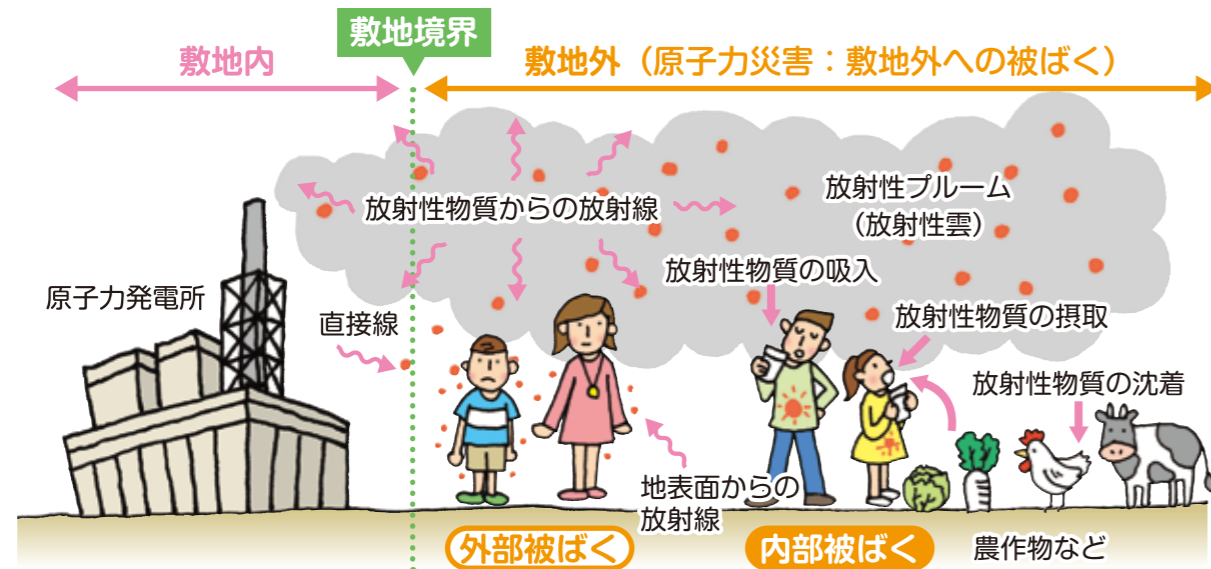 敷地境界
敷地内
敷地外（原子力災害：敷地外への被ばく）
放射性物質からの放射線
放射性プルーム
（放射性雲）
放射性物質の吸入
原子力発電所
直接線
放射性物質の摂取
放射性物質の沈着
地表面からの
放射線
外部被ばく
内部被ばく
農作物など